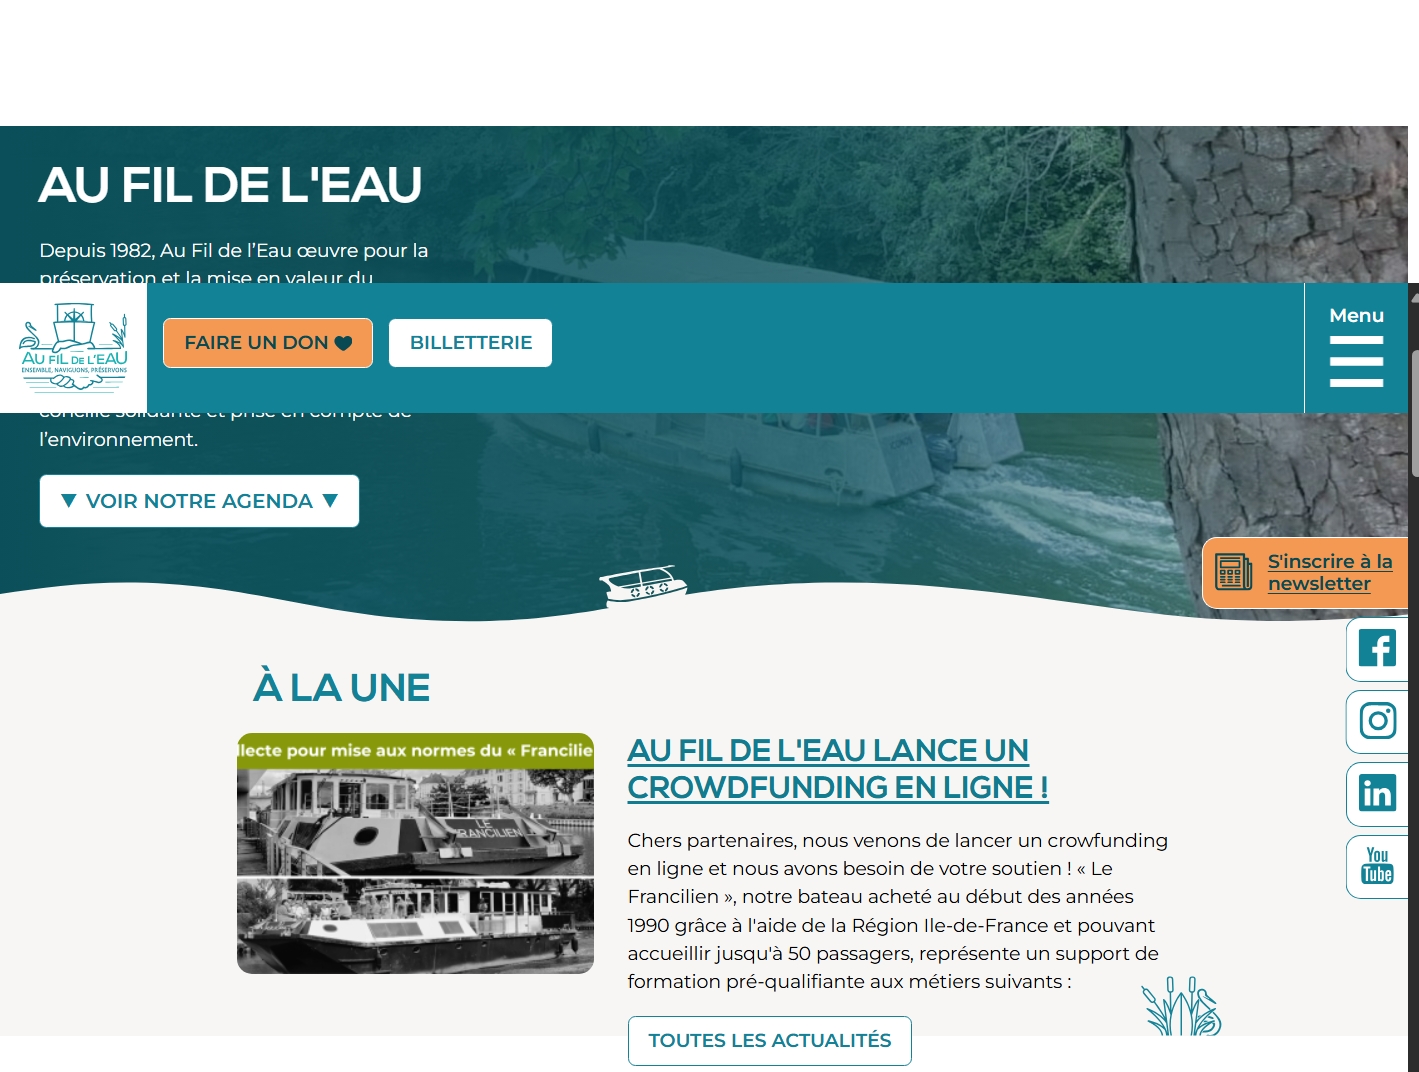 AU FIL DE L'EAU
Depuis 1982, Au Fil de l’Eau œuvre pour la
préservation et la mise en valeur du
AU FIL DE L'EAU
ENSEMBLE, NAVIGUONS, PRÉSERVONS
FAIRE UN DON
BILLETTERIE
Menu
concilie solidarité et prise en compte de
l’environnement.
▼ VOIR NOTRE AGENDA ▼
S'inscrire à la
newsletter
in
You
Tube
À LA UNE
llecte pour mise aux normes du « Francilie
LE
FRANCILIEN
AU FIL DE L'EAU LANCE UN
CROWDFUNDING EN LIGNE !
Chers partenaires, nous venons de lancer un crowfunding
en ligne et nous avons besoin de votre soutien ! « Le
Francilien », notre bateau acheté au début des années
1990 grâce à l'aide de la Région Ile-de-France et pouvant
accueillir jusqu'à 50 passagers, représente un support de
formation pré-qualifiante aux métiers suivants :
TOUTES LES ACTUALITÉS